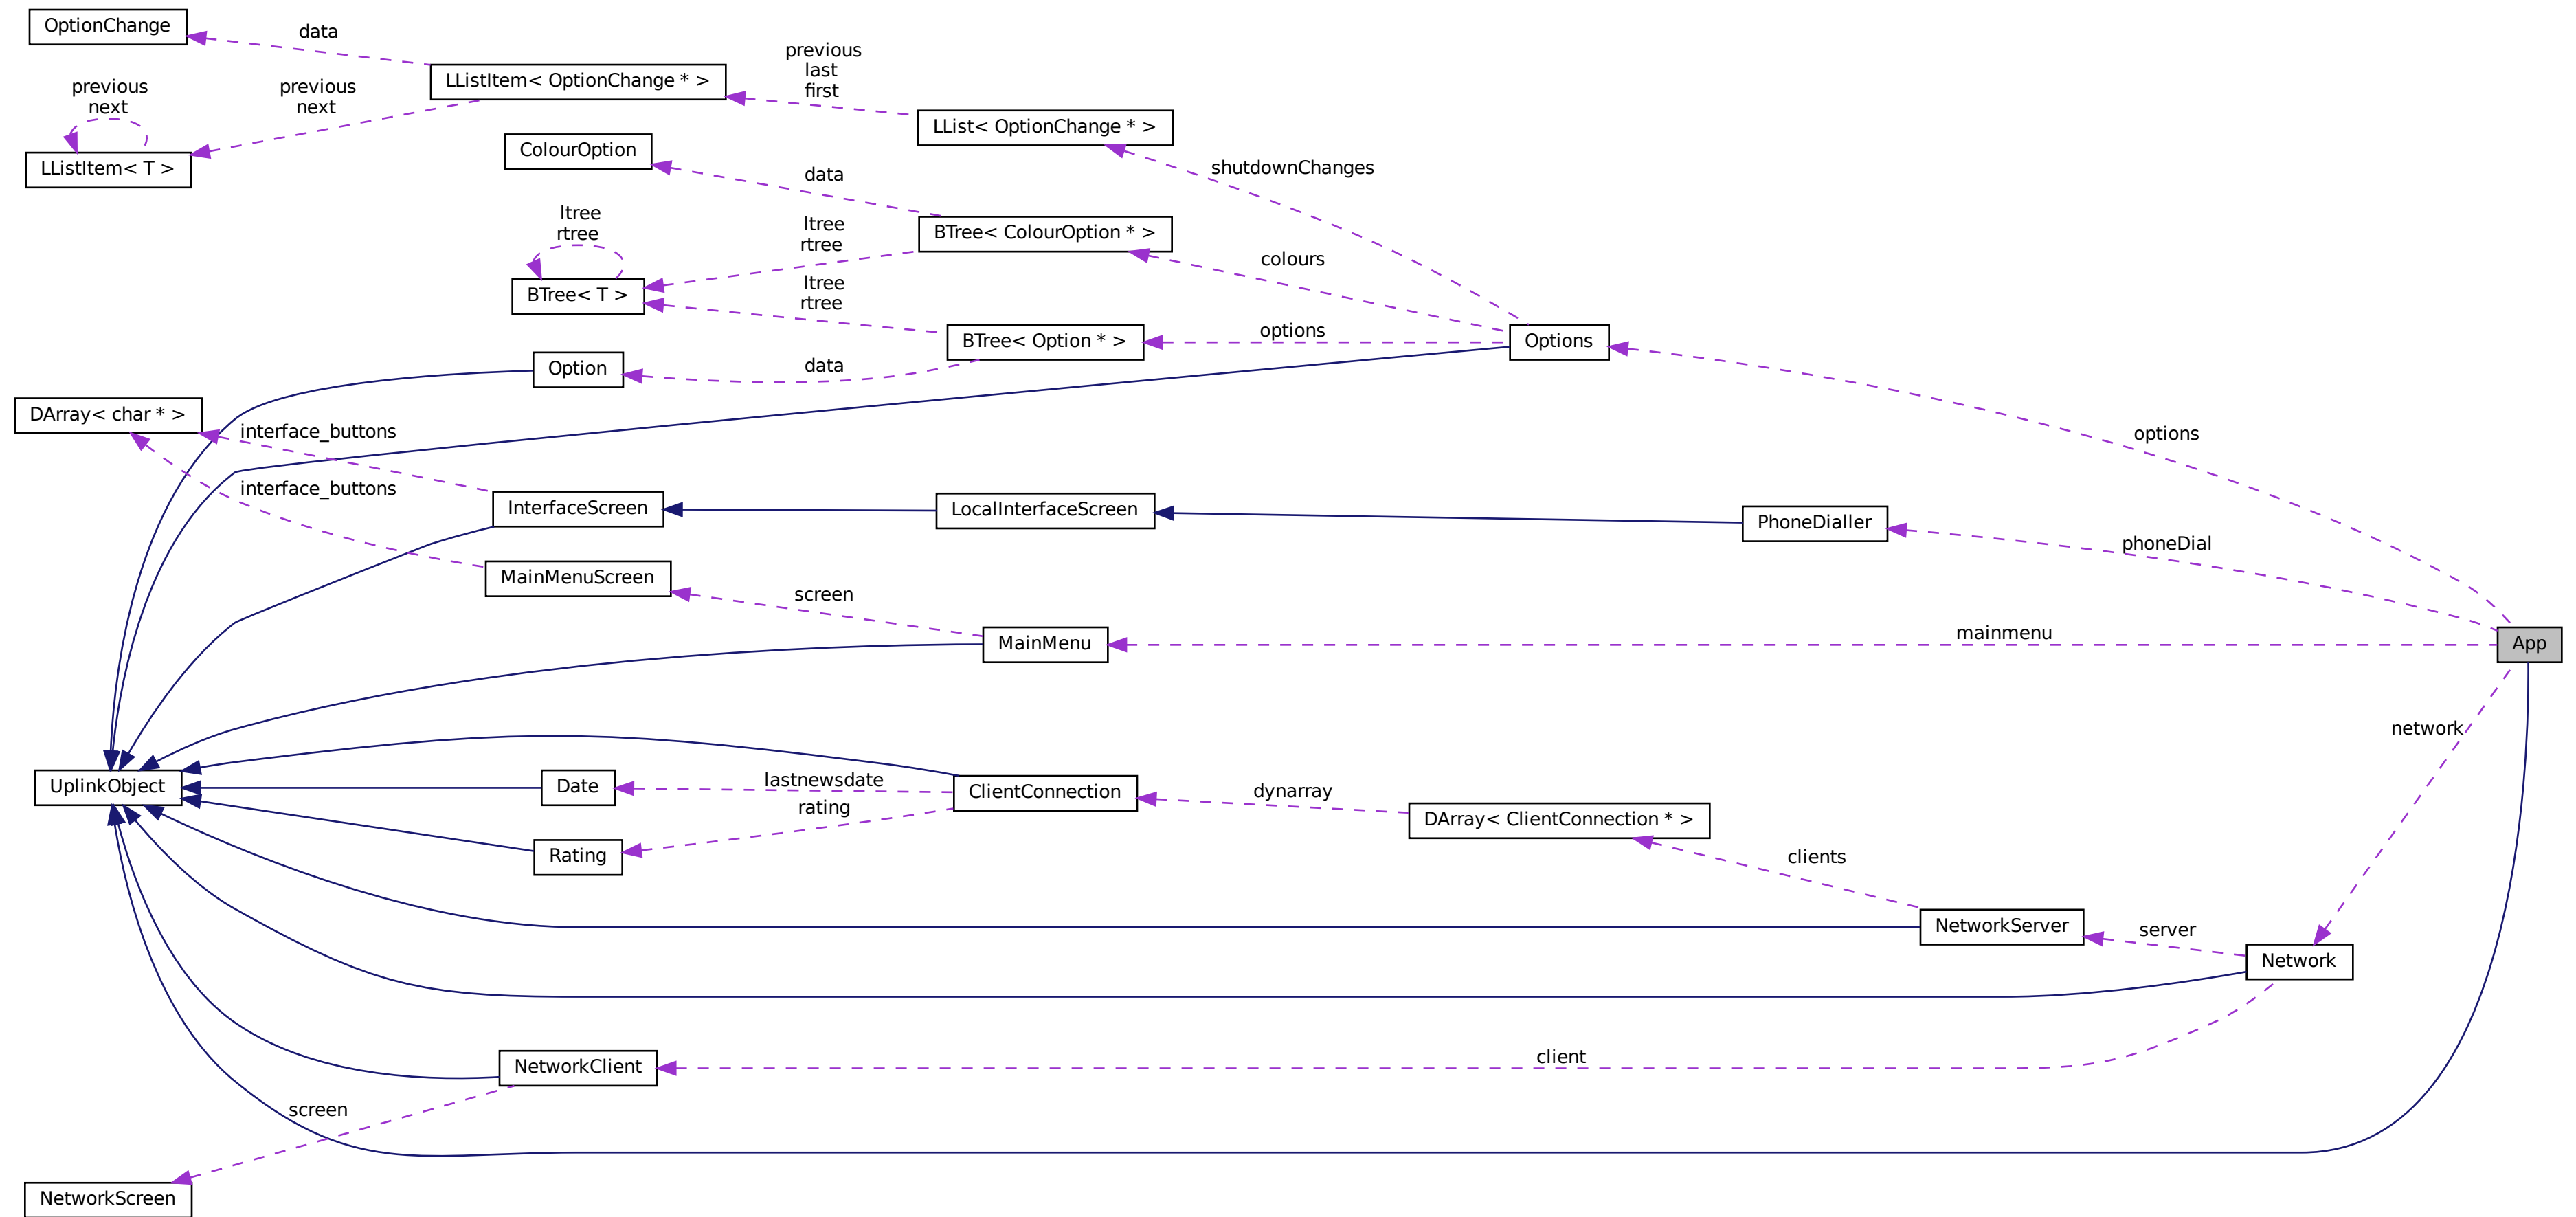 OptionChange
data
previous
last
first
LListItem< OptionChange * >
previous
next
previous
next
LList< OptionChange * >
ColourOption
LListItem< T >
shutdownChanges
data
ltree
rtree
ltree
rtree
BTree< ColourOption * >
colours
ltree
rtree
BTree< T >
options
BTree< Option * >
Options
Option
data
DArray< char * >
interface_buttons
options
interface_buttons
InterfaceScreen
LocalInterfaceScreen
PhoneDialler
phoneDial
MainMenuScreen
screen
MainMenu
mainmenu
App
network
UplinkObject
Date
lastnewsdate
ClientConnection
dynarray
rating
DArray< ClientConnection * >
Rating
clients
NetworkServer
server
Network
NetworkClient
client
screen
NetworkScreen